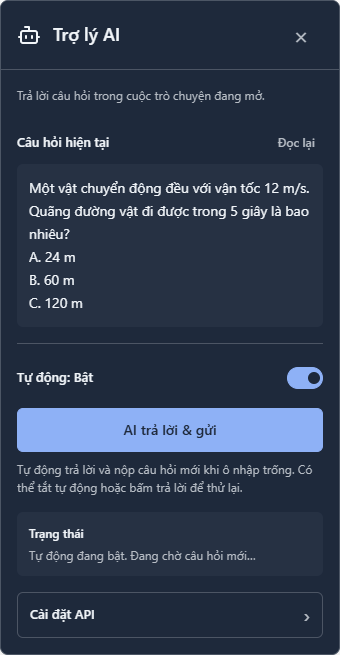 Trợ lý AI
Trả lời câu hỏi trong cuộc trò chuyện đang mở.
Câu hỏi hiện tại
Đọc lại
Một vật chuyển động đều với vận tốc 12 m/s.
Quãng đường vật đi được trong 5 giây là bao
nhiêu?
A. 24 m
B. 60 m
C. 120 m
Tự động: Bật
AI trả lời & gửi
Tự động trả lời và nộp câu hỏi mới khi ô nhập trống. Có
thể tắt tự động hoặc bấm trả lời để thử lại.
Trạng thái
Tự động đang bật. Đang chờ câu hỏi mới...
Cài đặt API